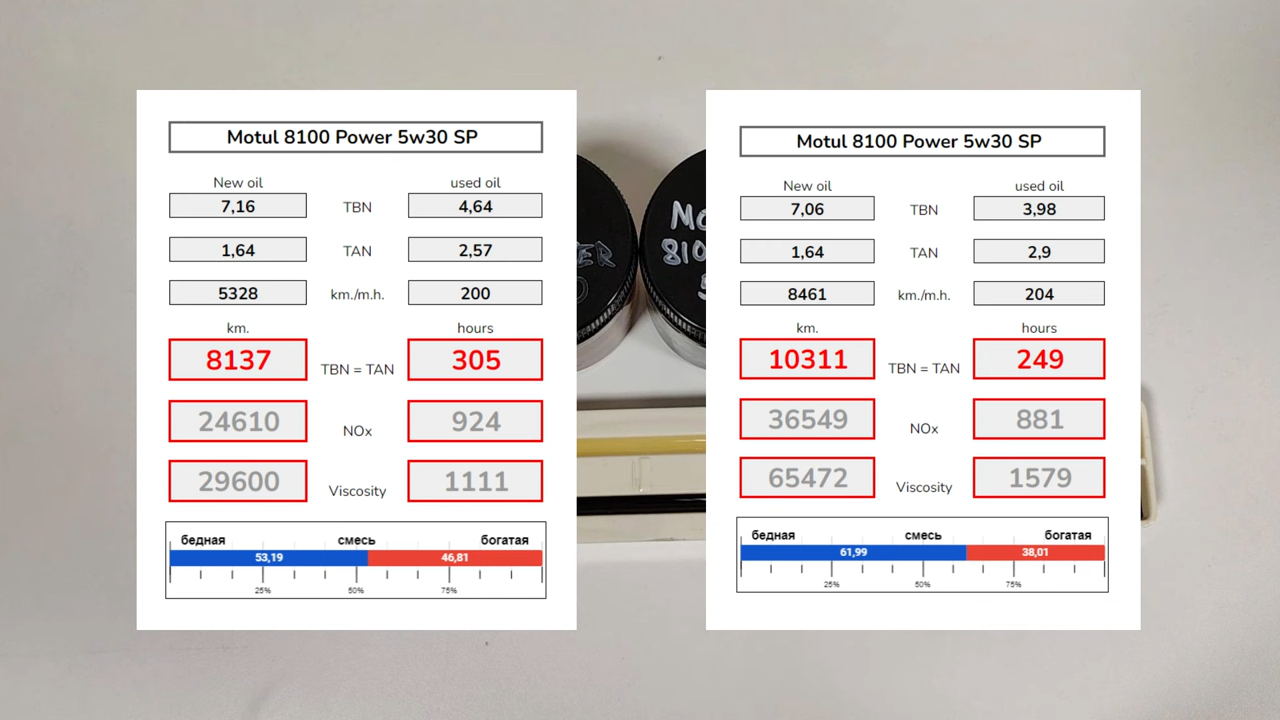 Motul 8100 Power 5w30 SP
New oil used oil
7,16 TBN 4,64
1,64 TAN 2,57
5328 km./m.h. 200
km. hours
8137 TBN = TAN 305
24610 NOx 924
29600 Viscosity 1111
бедная смесь богатая
53,19 46,81
25% 50% 75%
Motul 8100 Power 5w30 SP
New oil used oil
7,06 TBN 3,98
1,64 TAN 2,9
8461 km./m.h. 204
km. hours
10311 TBN = TAN 249
36549 NOx 881
65472 Viscosity 1579
бедная смесь богатая
61,99 38,01
25% 50% 75%
810